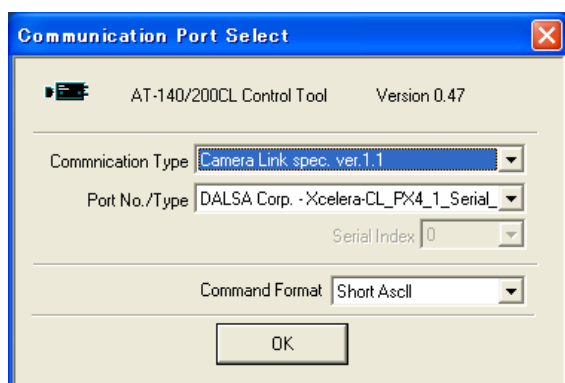 Communication Port Select
AT-140/200CL Control Tool Version 0.47
Commnication Type Camera Link spec. ver.1.1
Port No./Type DALSA Corp. - Xcelera-CL_PX4_1_Serial_
Serial Index 0
Command Format Short AscII
OK